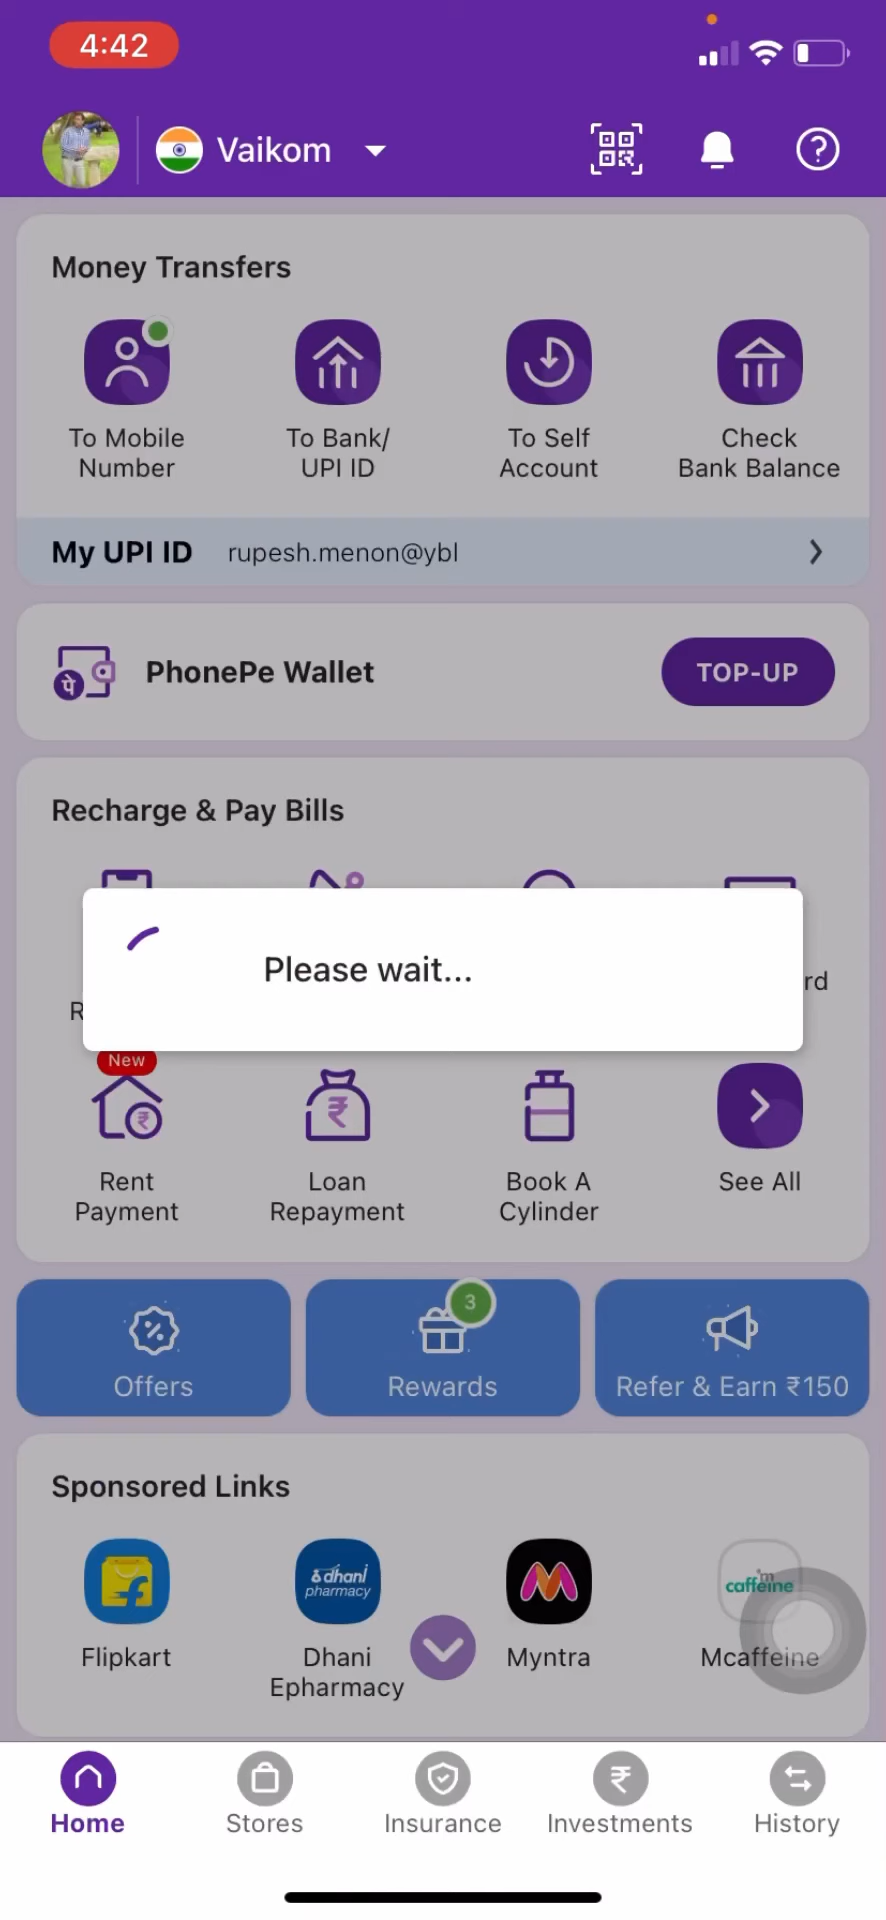 4:42
Vaikom
Money Transfers
To Mobile
Number
To Bank/
UPI ID
To Self
Account
Check
Bank Balance
My UPI ID rupesh.menon@ybl
पे
PhonePe Wallet
TOP-UP
Recharge & Pay Bills
Please wait...
rd
R
New
Rent
Payment
Loan
Repayment
Book A
Cylinder
See All
Offers
3
Rewards
Refer & Earn ₹150
Sponsored Links
Flipkart
dhani
pharmacy
Dhani
Epharmacy
Myntra
'm
caffeine
Mcaffeine
Home
Stores
Insurance
Investments
History